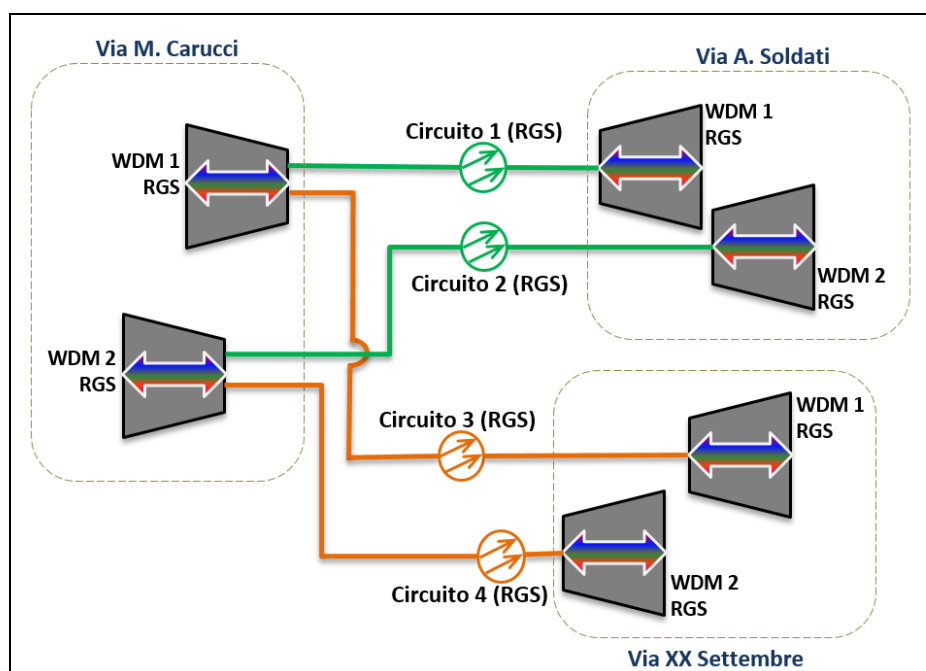 Via M. Carucci
Via A. Soldati
WDM 1
RGS
Circuito 1 (RGS)
WDM 1
RGS
Circuito 2 (RGS)
WDM 2
RGS
WDM 2
RGS
Circuito 3 (RGS)
WDM 1
RGS
Circuito 4 (RGS)
WDM 2
RGS
Via XX Settembre